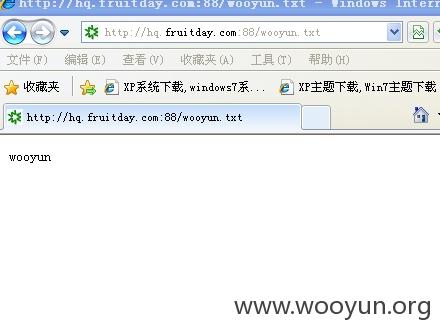 http://hq.fruitday.com:88/wooyun.txt - Windows Intern
http://hq.fruitday.com:88/wooyun.txt
文件(F) 编辑(E) 查看(V) 收藏夹(A) 工具(T) 帮助(H)
收藏夹 XP系统下载,windows7系... XP主题下载,Win7主题下载
http://hq.fruitday.com:88/wooyun.txt
wooyun
www.wooyun.org